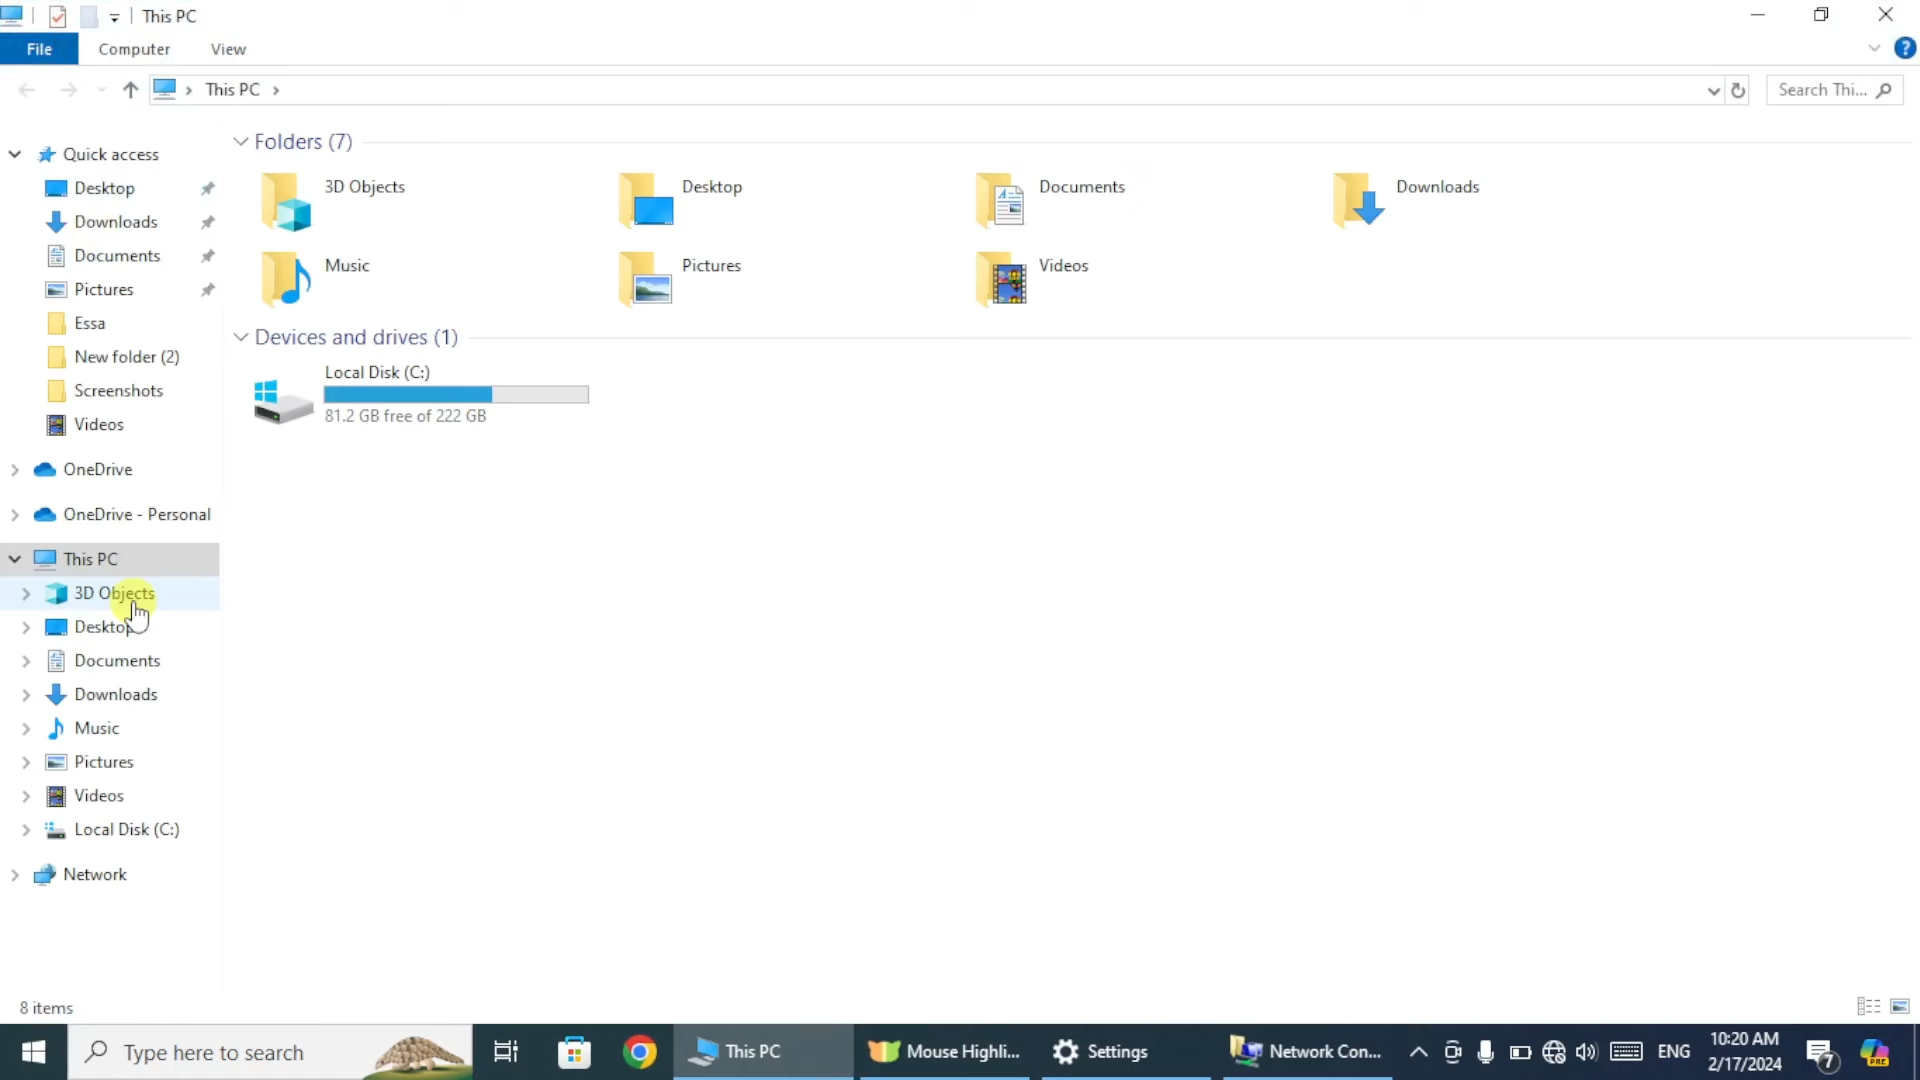 This PC
File
Computer
View
This PC
Search Thi...
Quick access
Desktop
Downloads
Documents
Pictures
Essa
New folder (2)
Screenshots
Videos
OneDrive
OneDrive - Personal
This PC
3D Objects
Desktop
Documents
Downloads
Music
Pictures
Videos
Local Disk (C:)
Network
Folders (7)
3D Objects
Desktop
Documents
Downloads
Music
Pictures
Videos
Devices and drives (1)
Local Disk (C:)
81.2 GB free of 222 GB
8 items
Type here to search
This PC
Mouse Highli...
Settings
Network Con...
ENG
10:20 AM
2/17/2024
7
PRE